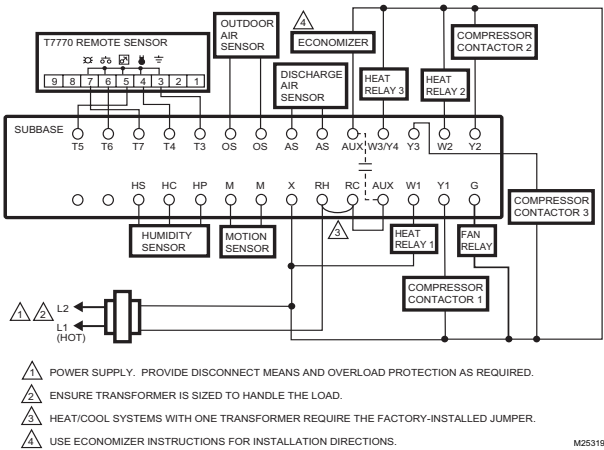 4
OUTDOOR
AIR
SENSOR
ECONOMIZER
COMPRESSOR
CONTACTOR 2
T7770 REMOTE SENSOR
DISCHARGE
AIR
SENSOR
HEAT
RELAY 3
HEAT
RELAY 2
9 8 7 6 5 4 3 2 1
SUBBASE
T5 T6 T7 T4 T3 OS OS AS AS AUX W3/Y4 Y3 W2 Y2
HS HC HP M M X RH RC AUX W1 Y1 G
COMPRESSOR
CONTACTOR 3
HUMIDITY
SENSOR
MOTION
SENSOR
3
HEAT
RELAY 1
FAN
RELAY
COMPRESSOR
CONTACTOR 1
1 2 L2
L1
(HOT)
1 POWER SUPPLY. PROVIDE DISCONNECT MEANS AND OVERLOAD PROTECTION AS REQUIRED.
2 ENSURE TRANSFORMER IS SIZED TO HANDLE THE LOAD.
3 HEAT/COOL SYSTEMS WITH ONE TRANSFORMER REQUIRE THE FACTORY-INSTALLED JUMPER.
4 USE ECONOMIZER INSTRUCTIONS FOR INSTALLATION DIRECTIONS.
M25319